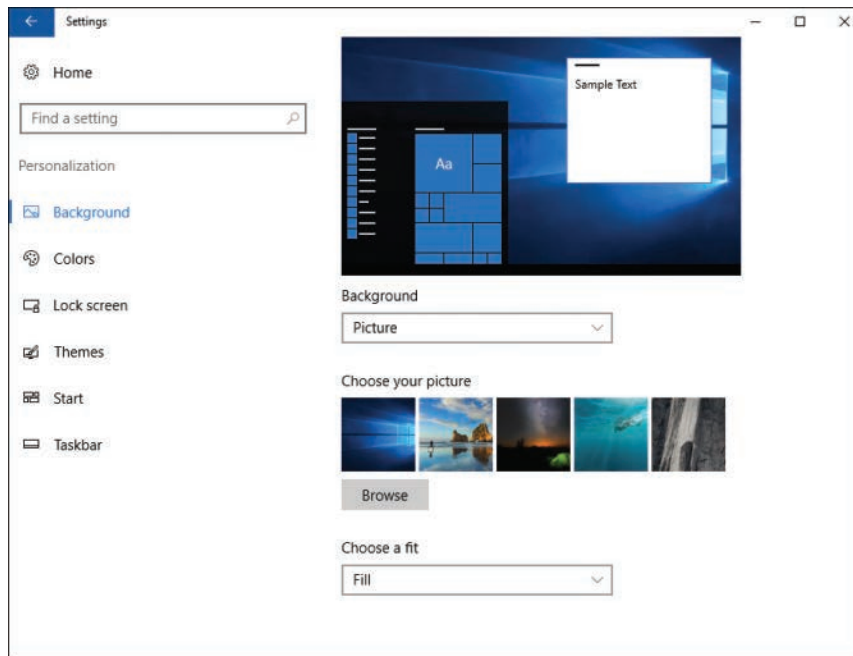 Settings
Home
Find a setting
Personalization
Background
Colors
Lock screen
Themes
Start
Taskbar
Sample Text
Aa
Background
Picture
Choose your picture
Browse
Choose a fit
Fill